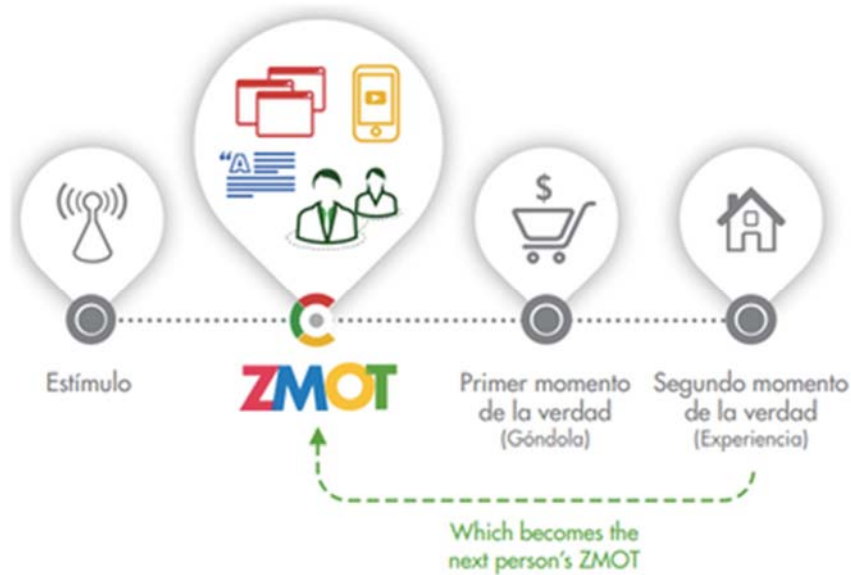 "A
$
Estímulo
ZMOT
Primer momento
de la verdad
(Góndola)
Segundo momento
de la verdad
(Experiencia)
Which becomes the
next person's ZMOT